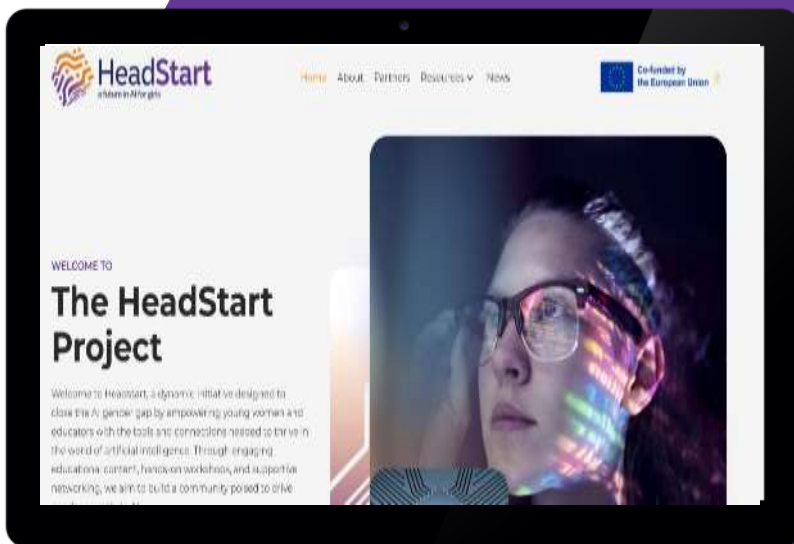 HeadStart
a future in AI for girls
Home About Partners Resources News
Co-funded by
the European Union
WELCOME TO
The HeadStart
Project
Welcome to Headstart, a dynamic initiative designed to
close the AI gender gap by empowering young women and
educators with the tools and connections needed to thrive in
the world of artificial intelligence. Through engaging
educational content, hands-on workshops, and supportive
networking, we aim to build a community poised to drive